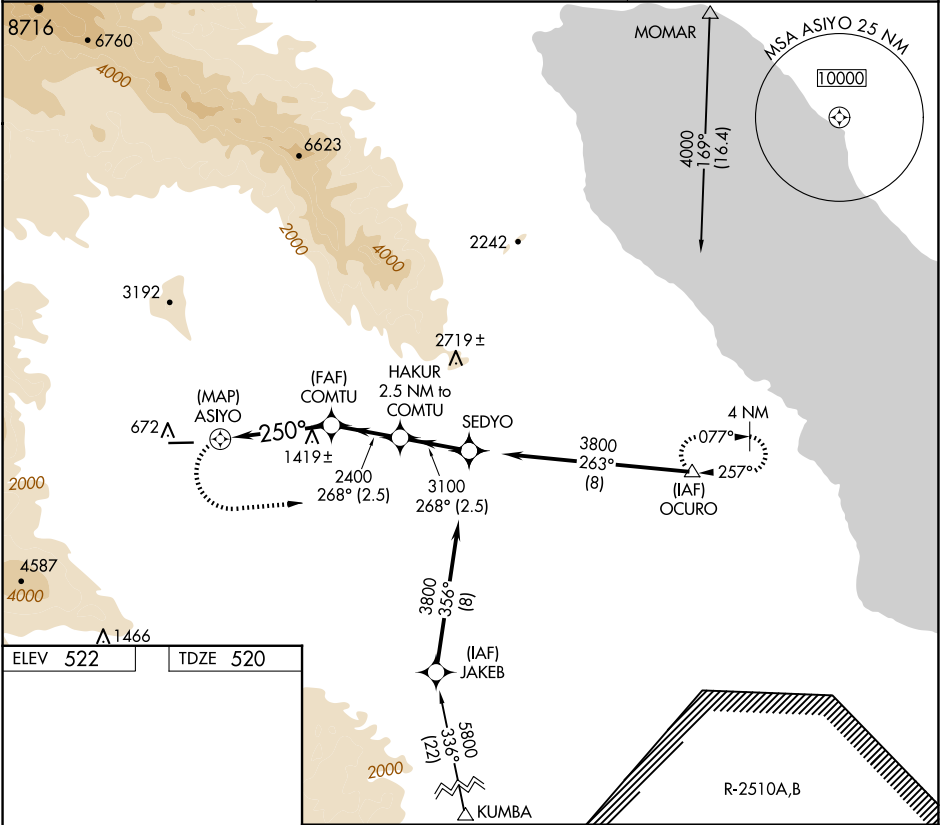 8716
6760
4000
6623
2000
4000
MOMAR
4000
169°
(16.4)
MSA ASIYO 25 NM
10000
2242
3192
2719 ±
(MAP)
ASIYO
(FAF)
COMTU
HAKUR
2.5 NM to
COMTU
SEDYO
672
250°
1419 ±
2400
268° (2.5)
3100
268° (2.5)
3800
263°
(8)
4 NM
077°
257°
(IAF)
OCURO
2000
4587
4000
1466
3800
356°
(8)
(IAF)
JAKEB
5800
336°
(22)
KUMBA
2000
ELEV 522
TDZE 520
R-2510A,B